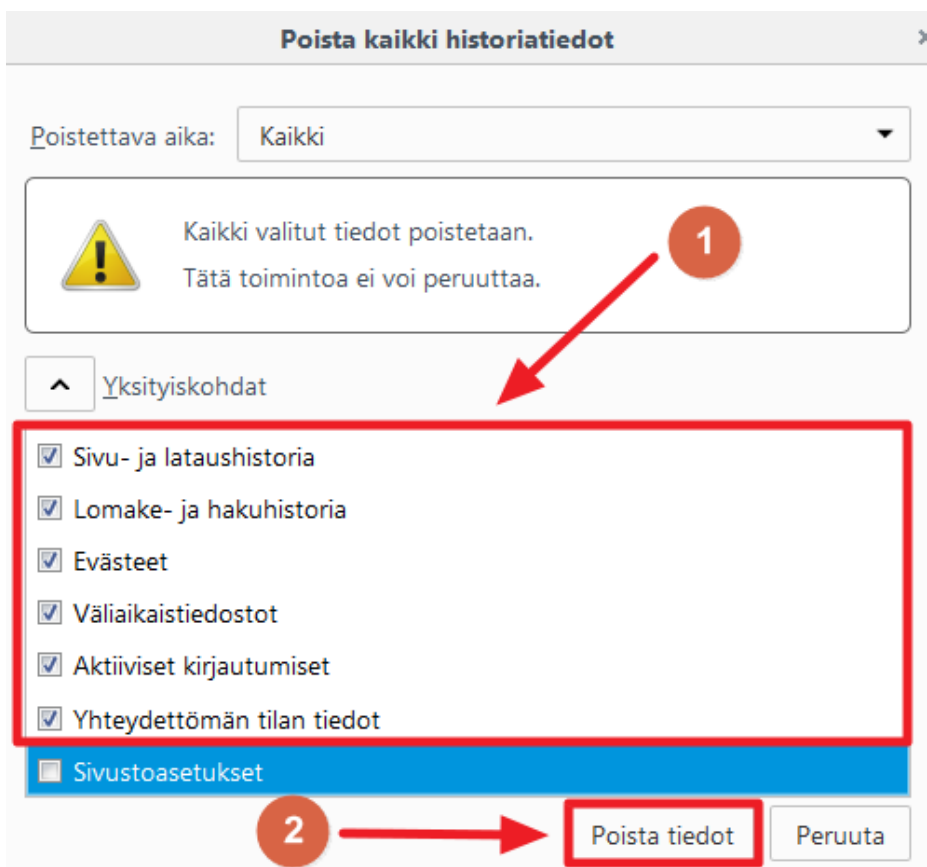 Poista kaikki historiatiedot
Poistettava aika: Kaikki
Kaikki valitut tiedot poistetaan.
1
Tätä toimintoa ei voi peruuttaa.
Yksityiskohdat
Sivu- ja lataushistoria
Lomake- ja hakuhistoria
Evästeet
Väliaikaistiedostot
Aktiiviset kirjautumiset
Yhteydettömän tilan tiedot
Sivustoasetukset
2
Poista tiedot Peruuta